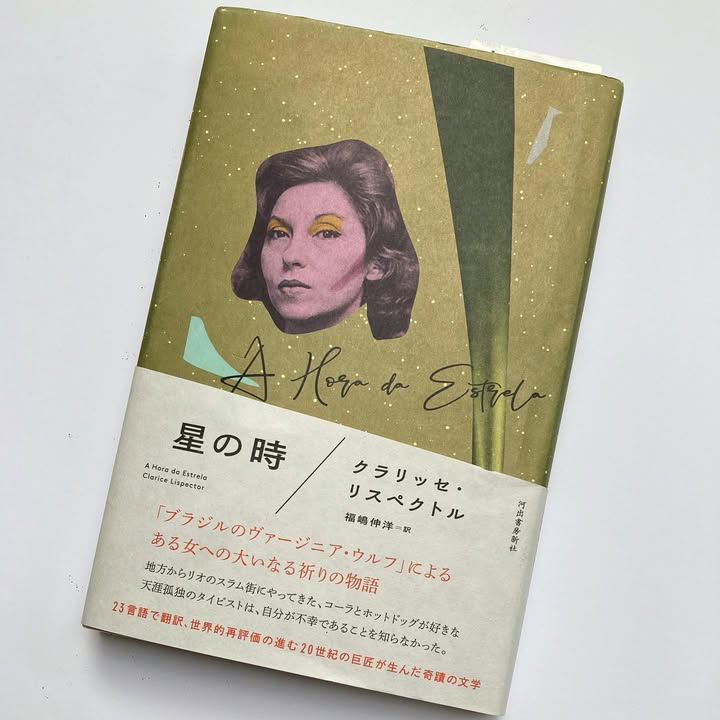 A Hora da Estrela
星の時
A Hora da Estrela
Clarice Lispector
クラリッセ・
リスペクトル
福嶋伸洋=訳
河出書房新社
「ブラジルのヴァージニア・ウルフ」による
ある女への大いなる祈りの物語
地方からリオのスラム街にやってきた、コーラとホットドッグが好きな
天涯孤独のタイピストは、自分が不幸であることを知らなかった。
23言語で翻訳、世界的再評価の進む20世紀の巨匠が生んだ奇蹟の文学